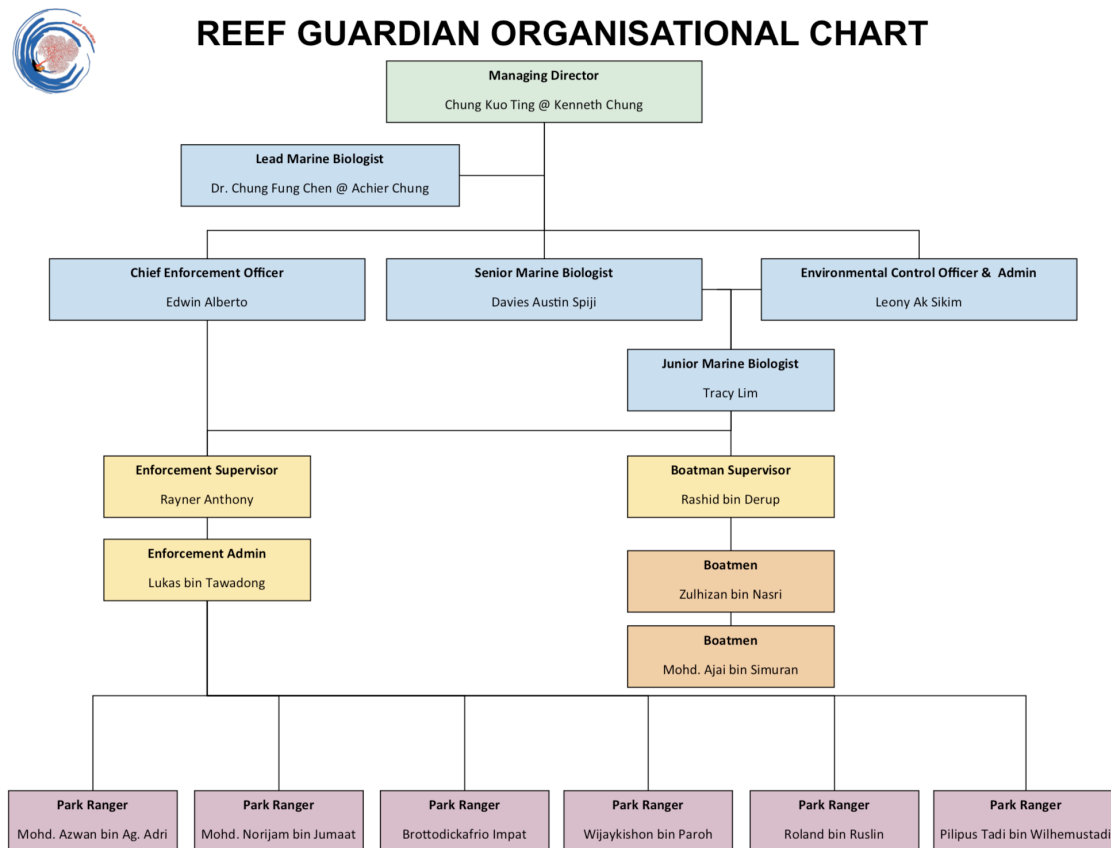 Reef Guardian
REEF GUARDIAN ORGANISATIONAL CHART
Managing Director
Chung Kuo Ting @ Kenneth Chung
Lead Marine Biologist
Dr. Chung Fung Chen @ Achier Chung
Chief Enforcement Officer
Edwin Alberto
Senior Marine Biologist
Davies Austin Spiji
Environmental Control Officer & Admin
Leony Ak Sikim
Junior Marine Biologist
Tracy Lim
Enforcement Supervisor
Rayner Anthony
Boatman Supervisor
Rashid bin Derup
Enforcement Admin
Lukas bin Tawadong
Boatmen
Zulhizan bin Nasri
Boatmen
Mohd. Ajai bin Simuran
Park Ranger
Mohd. Azwan bin Ag. Adri
Park Ranger
Mohd. Norijam bin Jumaat
Park Ranger
Brottodickafrio Impat
Park Ranger
Wijaykishon bin Paroh
Park Ranger
Roland bin Ruslin
Park Ranger
Pilipus Tadi bin Wilhemustadi